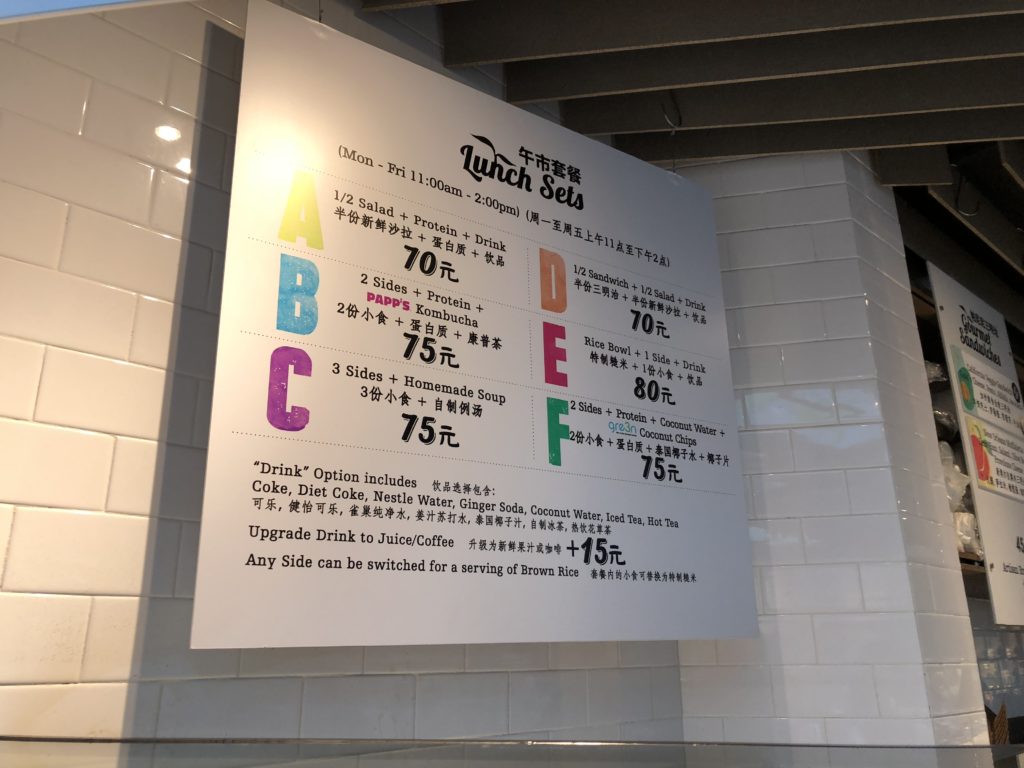 午市套餐
Lunch Sets
(Mon - Fri 11:00am - 2:00pm) (周一至周五上午11点至下午2点)
A
1/2 Salad + Protein + Drink
半份新鲜沙拉 + 蛋白质 + 饮品
70元
B
2 Sides + Protein +
PAPP'S Kombucha
2份小食 + 蛋白质 + 康普茶
75元
C
3 Sides + Homemade Soup
3份小食 + 自制例汤
75元
D
1/2 Sandwich + 1/2 Salad + Drink
半份三明治 + 半份新鲜沙拉 + 饮品
70元
E
Rice Bowl + 1 Side + Drink
特制糙米 + 1份小食 + 饮品
80元
F
2 Sides + Protein + Coconut Water +
gre3n Coconut Chips
2份小食 + 蛋白质 + 泰国椰子水 + 椰子片
75元
“Drink” Option includes 饮品选择包含:
Coke, Diet Coke, Nestle Water, Ginger Soda, Coconut Water, Iced Tea, Hot Tea
可乐, 健怡可乐, 雀巢纯净水, 姜汁苏打水, 泰国椰子汁, 自制冰茶, 热饮花草茶
Upgrade Drink to Juice/Coffee 升级为新鲜果汁或咖啡 +15元
Any Side can be switched for a serving of Brown Rice 套餐内的小食可替换为特制糙米
Gourmet
Sandwiches